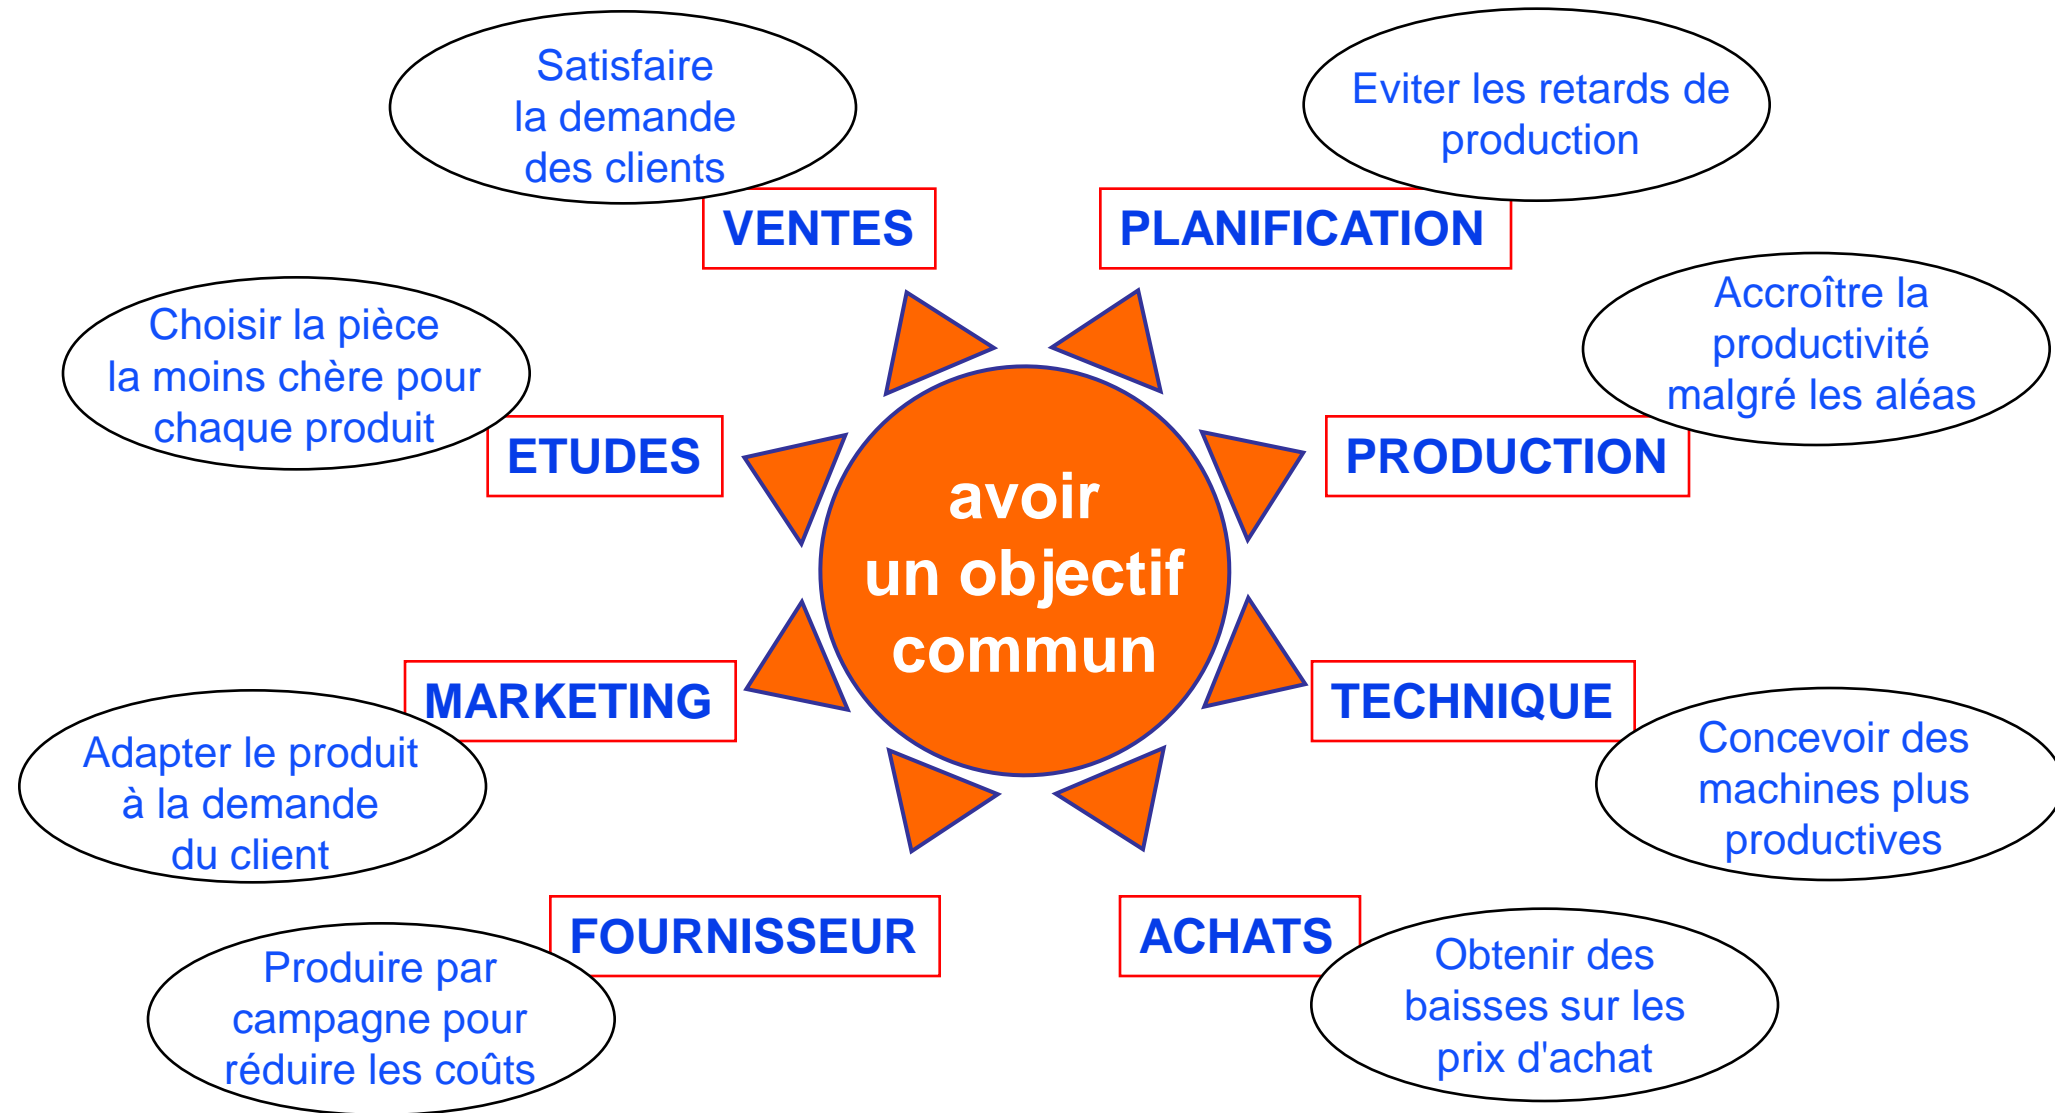 Satisfaire
la demande
des clients
VENTES
Eviter les retards de
production
PLANIFICATION
Choisir la pièce
la moins chère pour
chaque produit
ETUDES
Accroître la
productivité
malgré les aléas
PRODUCTION
avoir
un objectif
commun
MARKETING
Adapter le produit
à la demande
du client
TECHNIQUE
Concevoir des
machines plus
productives
FOURNISSEUR
Produire par
campagne pour
réduire les coûts
ACHATS
Obtenir des
baisses sur les
prix d'achat